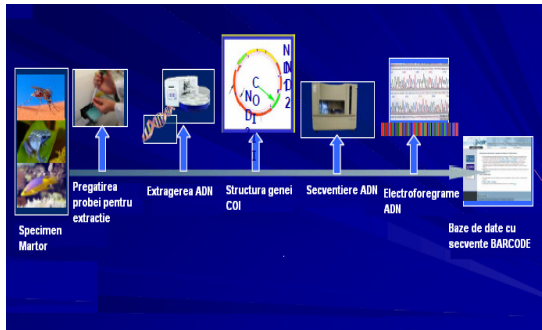 Specimen
Martor
Pregatirea
probei pentru
extractie
Extragerea ADN
Structura genei
COI
Secventiere ADN
Electroforegrame
ADN
Baze de date cu
secvente BARCODE